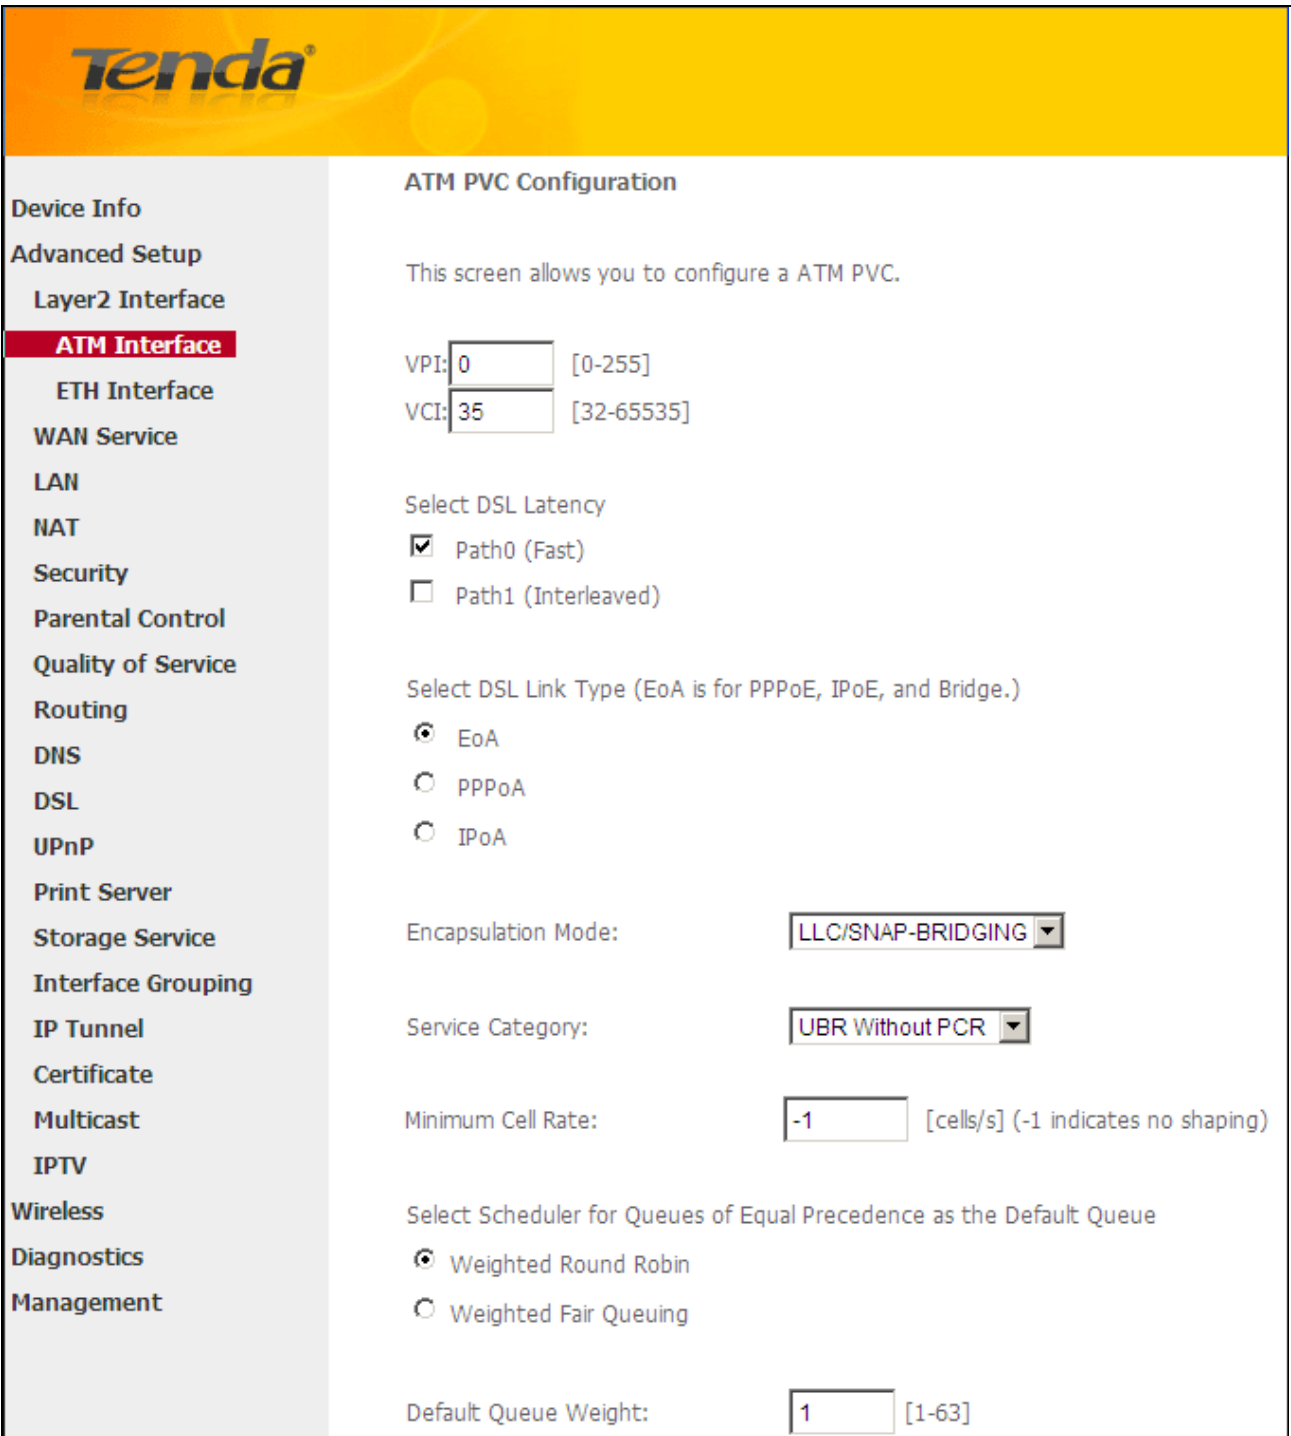 Tenda®
Device Info
Advanced Setup
Layer2 Interface
ATM Interface
ETH Interface
WAN Service
LAN
NAT
Security
Parental Control
Quality of Service
Routing
DNS
DSL
UPnP
Print Server
Storage Service
Interface Grouping
IP Tunnel
Certificate
Multicast
IPTV
Wireless
Diagnostics
Management
ATM PVC Configuration
This screen allows you to configure a ATM PVC.
VPI: 0 [0-255]
VCI: 35 [32-65535]
Select DSL Latency
Path0 (Fast)
Path1 (Interleaved)
Select DSL Link Type (EoA is for PPPoE, IPoE, and Bridge.)
EoA
PPPoA
IPoA
Encapsulation Mode: LLC/SNAP-BRIDGING
Service Category: UBR Without PCR
Minimum Cell Rate: -1 [cells/s] (-1 indicates no shaping)
Select Scheduler for Queues of Equal Precedence as the Default Queue
Weighted Round Robin
Weighted Fair Queuing
Default Queue Weight: 1 [1-63]